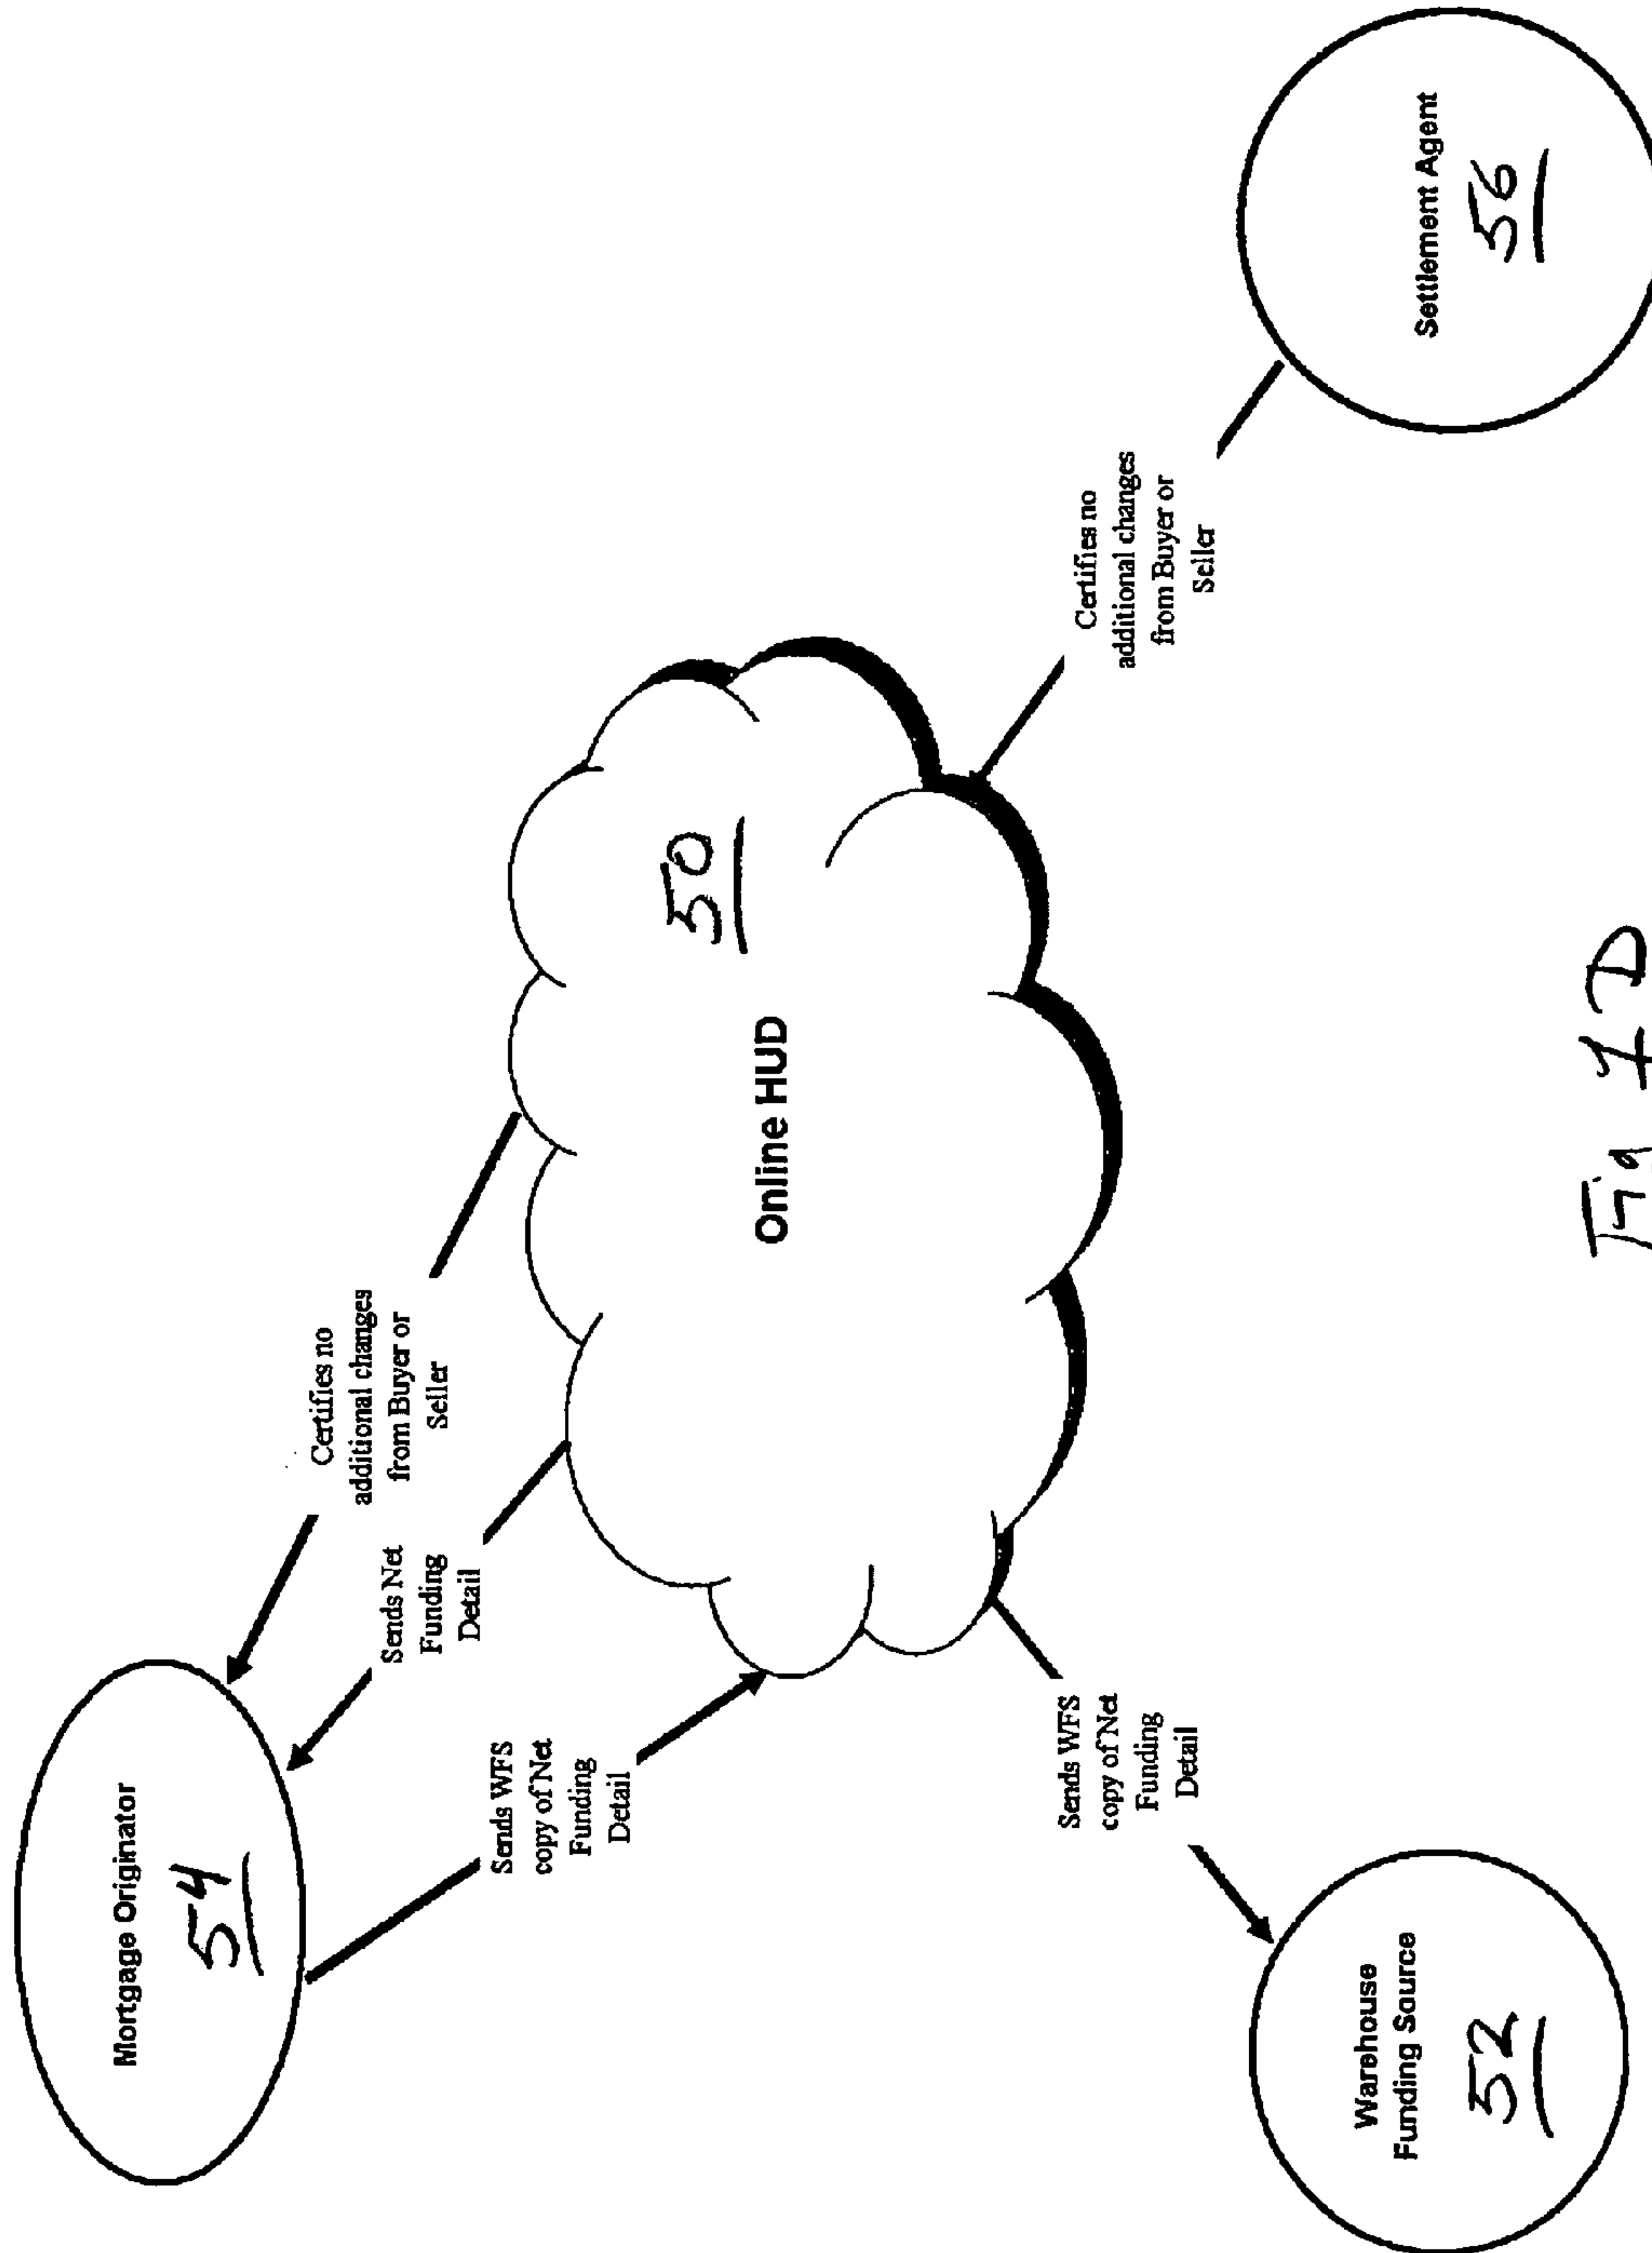 Mortgage Originator
54
Certifies no
additional changes
from Buyer or
Seller
Sends Net
Funding
Detail
Sends WFS
copy of Net
Funding
Detail
Online HUD
50
Sends WFS
copy of Net
Funding
Detail
Certifies no
additional changes
from Buyer or
Seller
Warehouse
Funding Source
52
Settlement Agent
56
Fig 1D